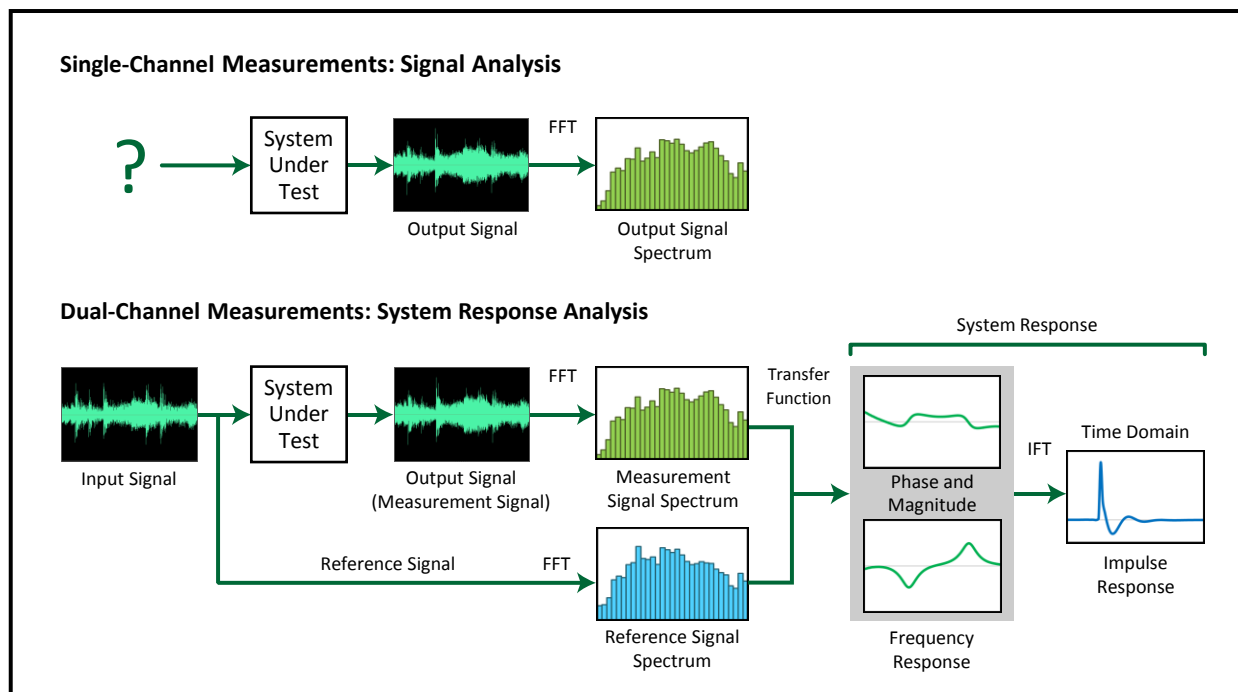 Single-Channel Measurements: Signal Analysis
?
System
Under
Test
FFT
Output Signal
Output Signal
Spectrum
Dual-Channel Measurements: System Response Analysis
System Response
System
Under
Test
FFT
Transfer
Function
Time Domain
IFT
Input Signal
Output Signal
(Measurement Signal)
Measurement
Signal Spectrum
Phase and
Magnitude
Impulse
Response
Reference Signal
FFT
Reference Signal
Spectrum
Frequency
Response